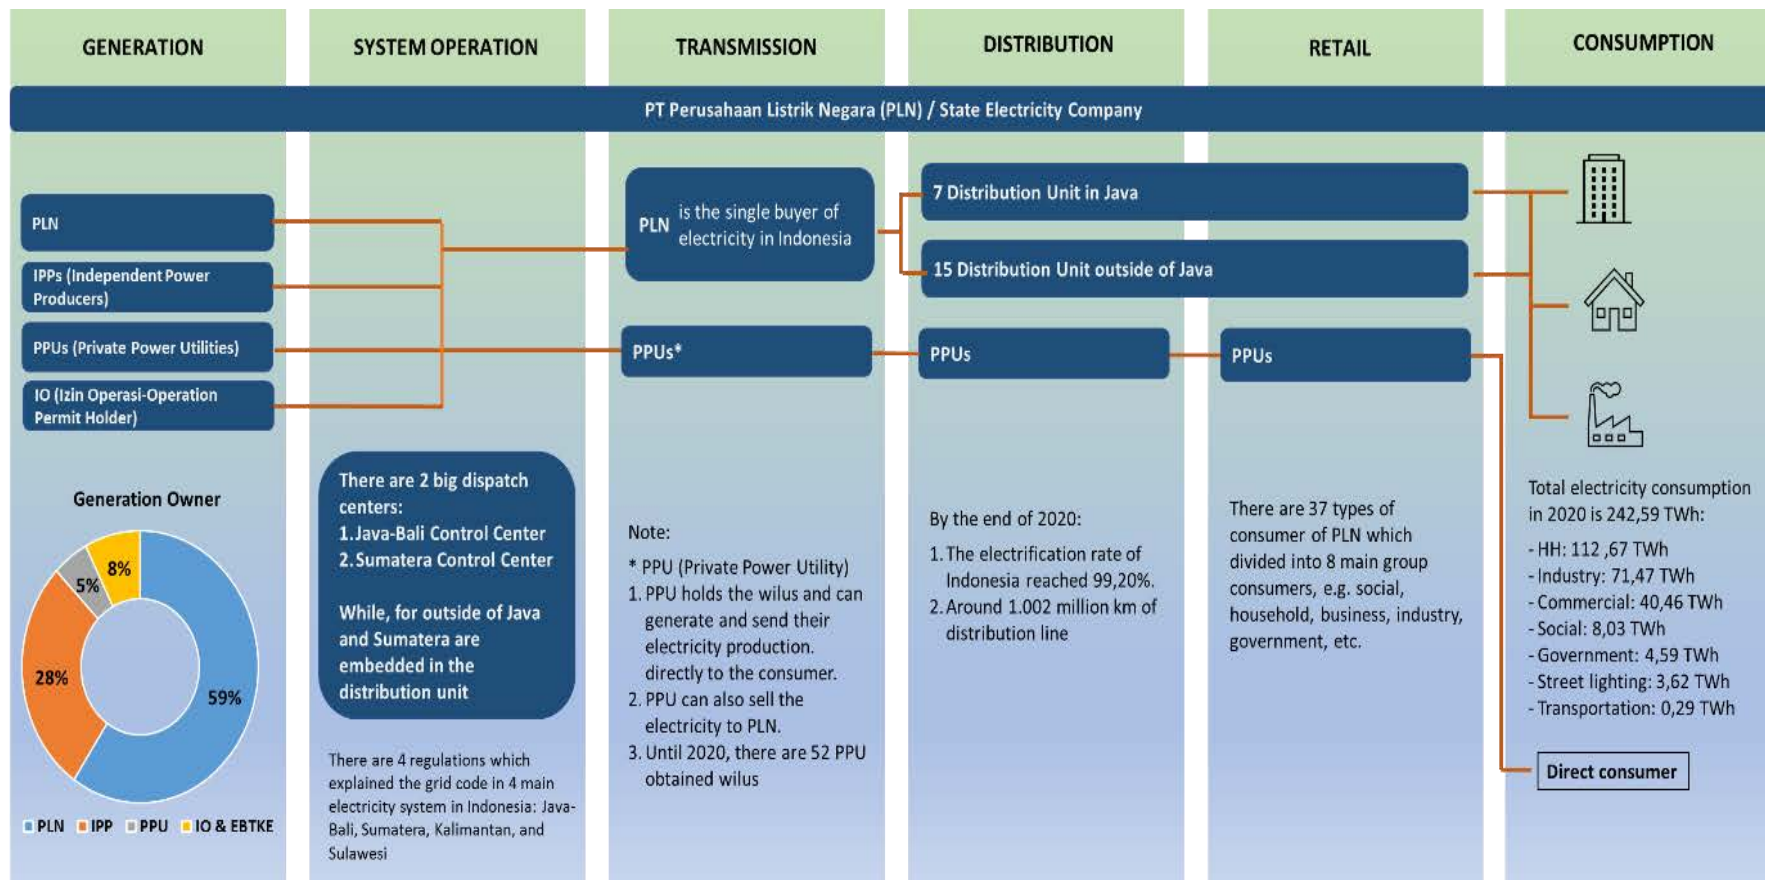 GENERATION
SYSTEM OPERATION
TRANSMISSION
DISTRIBUTION
RETAIL
CONSUMPTION
PT Perusahaan Listrik Negara (PLN) / State Electricity Company
PLN
IPPs (Independent Power
Producers)
PPUs (Private Power Utilities)
IO (Izin Operasi-Operation
Permit Holder)
Generation Owner
8%
5%
28%
59%
PLN
IPP
PPU
IO & EBTKE
There are 2 big dispatch
centers:
1. Java-Bali Control Center
2. Sumatera Control Center
While, for outside of Java
and Sumatera are
embedded in the
distribution unit
There are 4 regulations which
explained the grid code in 4 main
electricity system in Indonesia: Java-
Bali, Sumatera, Kalimantan, and
Sulawesi
PLN
is the single buyer of
electricity in Indonesia
PPUs*
Note:
* PPU (Private Power Utility)
1. PPU holds the wilus and can
generate and send their
electricity production.
directly to the consumer.
2. PPU can also sell the
electricity to PLN.
3. Until 2020, there are 52 PPU
obtained wilus
7 Distribution Unit in Java
15 Distribution Unit outside of Java
PPUs
By the end of 2020:
1. The electrification rate of
Indonesia reached 99,20%.
2. Around 1.002 million km of
distribution line
PPUs
There are 37 types of
consumer of PLN which
divided into 8 main group
consumers, e.g. social,
household, business, industry,
government, etc.
Total electricity consumption
in 2020 is 242,59 TWh:
- HH: 112 ,67 TWh
- Industry: 71,47 TWh
- Commercial: 40,46 TWh
- Social: 8,03 TWh
- Government: 4,59 TWh
- Street lighting: 3,62 TWh
- Transportation: 0,29 TWh
Direct consumer